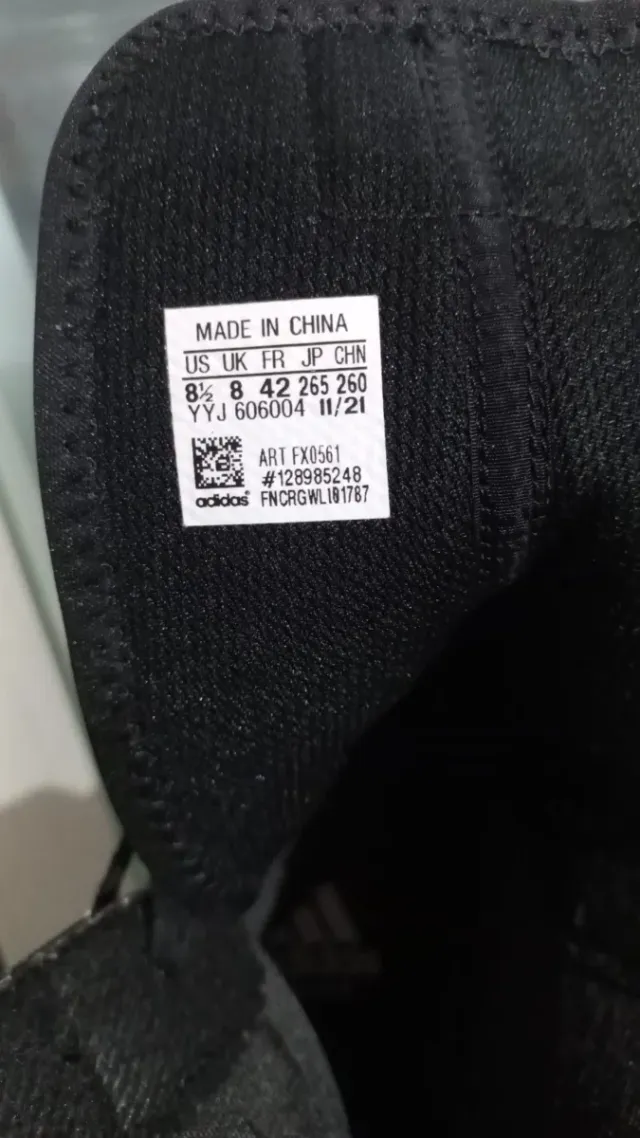 MADE IN CHINA
US UK FR JP CHN
8½ 8 42 265 260
YYJ 606004 11/21
ART FX0561
#128985248
adidas® FNCRGWLI81787